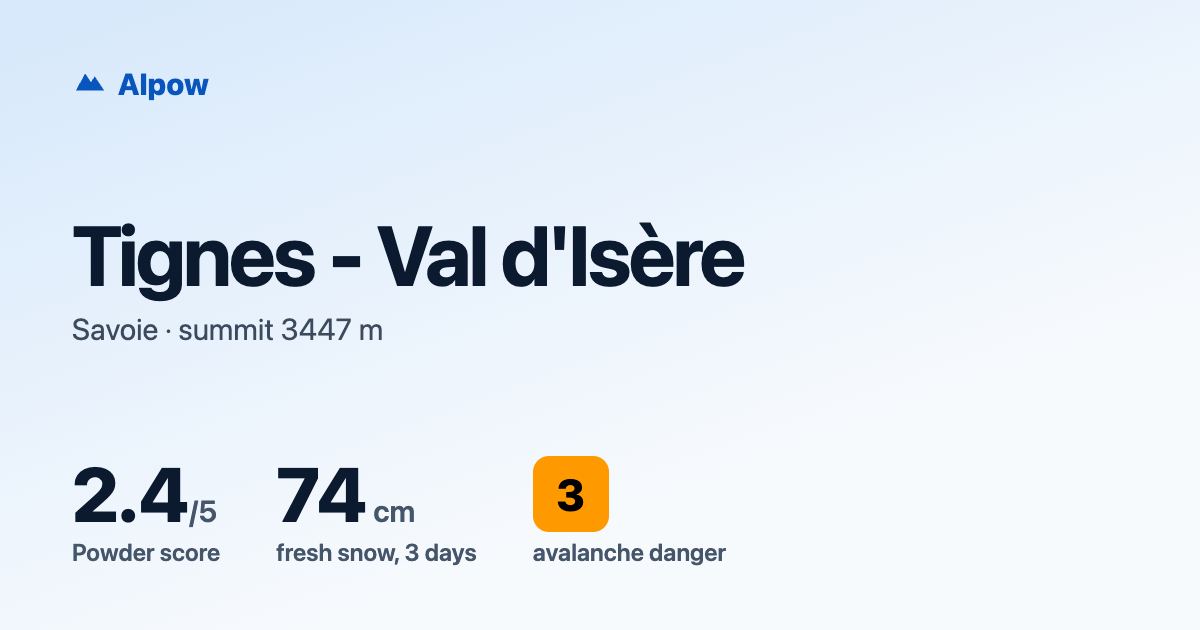 Alpow
Tignes - Val d'Isère
Savoie · summit 3447 m
2.4/5
Powder score
74 cm
fresh snow, 3 days
3
avalanche danger